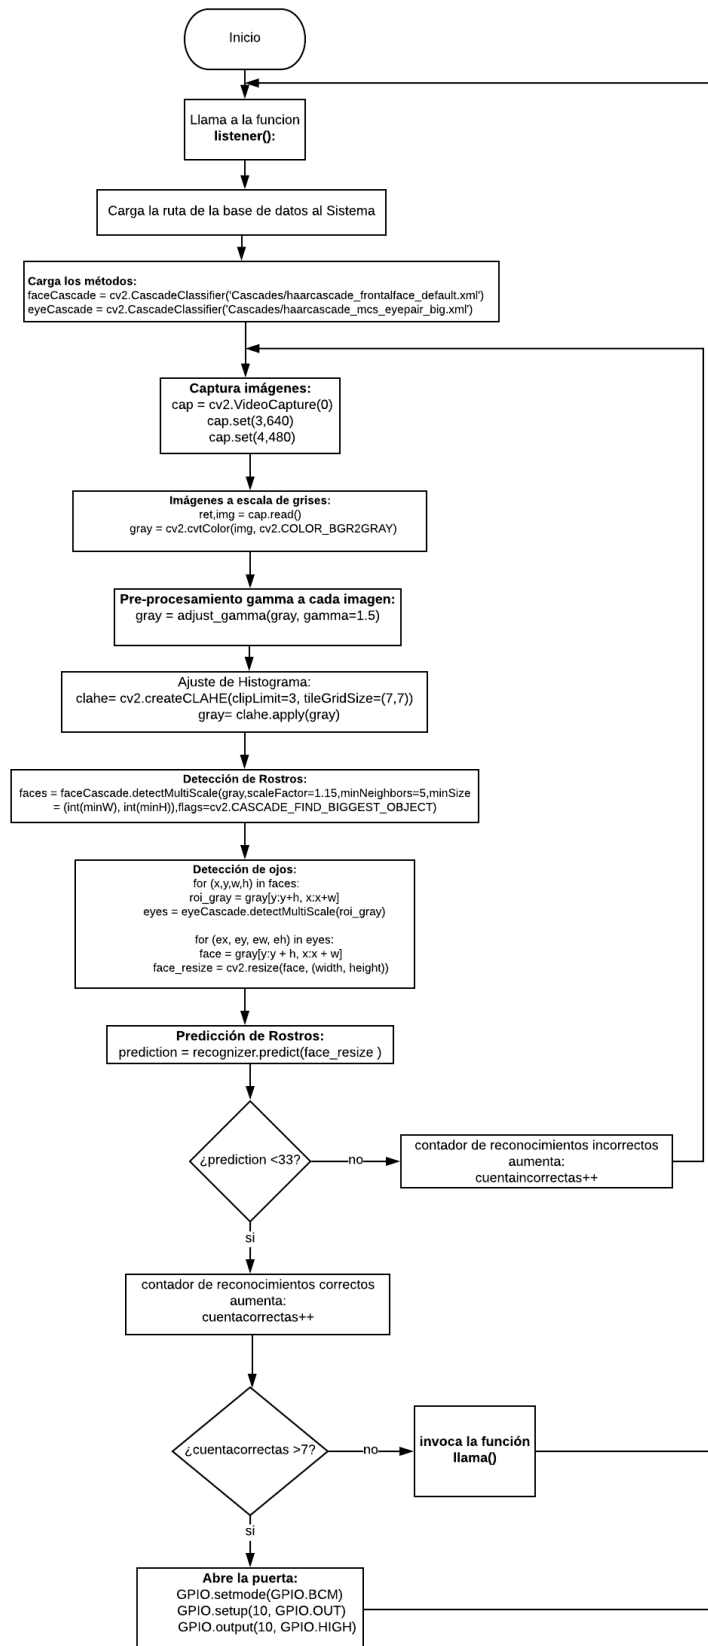 Inicio
Llama a la funcion
listener():
Carga la ruta de la base de datos al Sistema
Carga los métodos:
faceCascade = cv2.CascadeClassifier('Cascades/haarcascade_frontalface_default.xml')
eyeCascade = cv2.CascadeClassifier('Cascades/haarcascade_mcs_eyepair_big.xml')
Captura imágenes:
cap = cv2.VideoCapture(0)
cap.set(3,640)
cap.set(4,480)
Imágenes a escala de grises:
ret,img = cap.read()
gray = cv2.cvtColor(img, cv2.COLOR_BGR2GRAY)
Pre-procesamiento gamma a cada imagen:
gray = adjust_gamma(gray, gamma=1.5)
Ajuste de Histograma:
clahe= cv2.createCLAHE(clipLimit=3, tileGridSize=(7,7))
gray= clahe.apply(gray)
Detección de Rostros:
faces = faceCascade.detectMultiScale(gray,scaleFactor=1.15,minNeighbors=5,minSize
= (int(minW), int(minH)),flags=cv2.CASCADE_FIND_BIGGEST_OBJECT)
Detección de ojos:
for (x,y,w,h) in faces:
roi_gray = gray[y:y+h, x:x+w]
eyes = eyeCascade.detectMultiScale(roi_gray)
for (ex, ey, ew, eh) in eyes:
face = gray[y:y + h, x:x + w]
face_resize = cv2.resize(face, (width, height))
Predicción de Rostros:
prediction = recognizer.predict(face_resize )
¿prediction <33?
no
contador de reconocimientos incorrectos
aumenta:
cuentaincorrectas++
si
contador de reconocimientos correctos
aumenta:
cuentacorrectas++
¿cuentacorrectas >7?
no
invoca la función
llama()
si
Abre la puerta:
GPIO.setmode(GPIO.BCM)
GPIO.setup(10, GPIO.OUT)
GPIO.output(10, GPIO.HIGH)